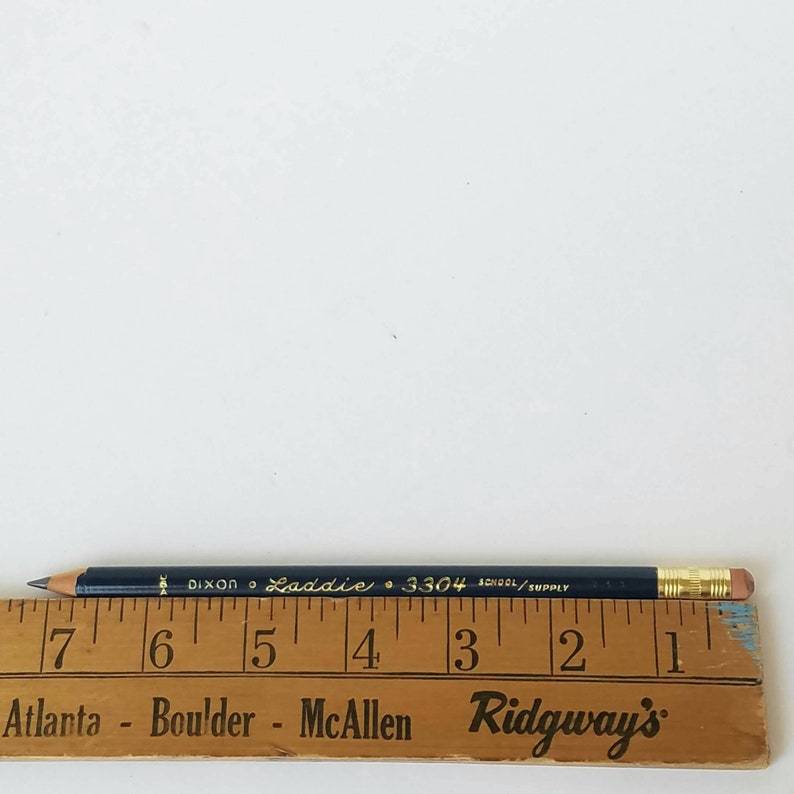 USA DIXON Laddie 3304 SCHOOL/SUPPLY
7 6 5 4 3 2 1
Atlanta - Boulder - McAllen Ridgway's